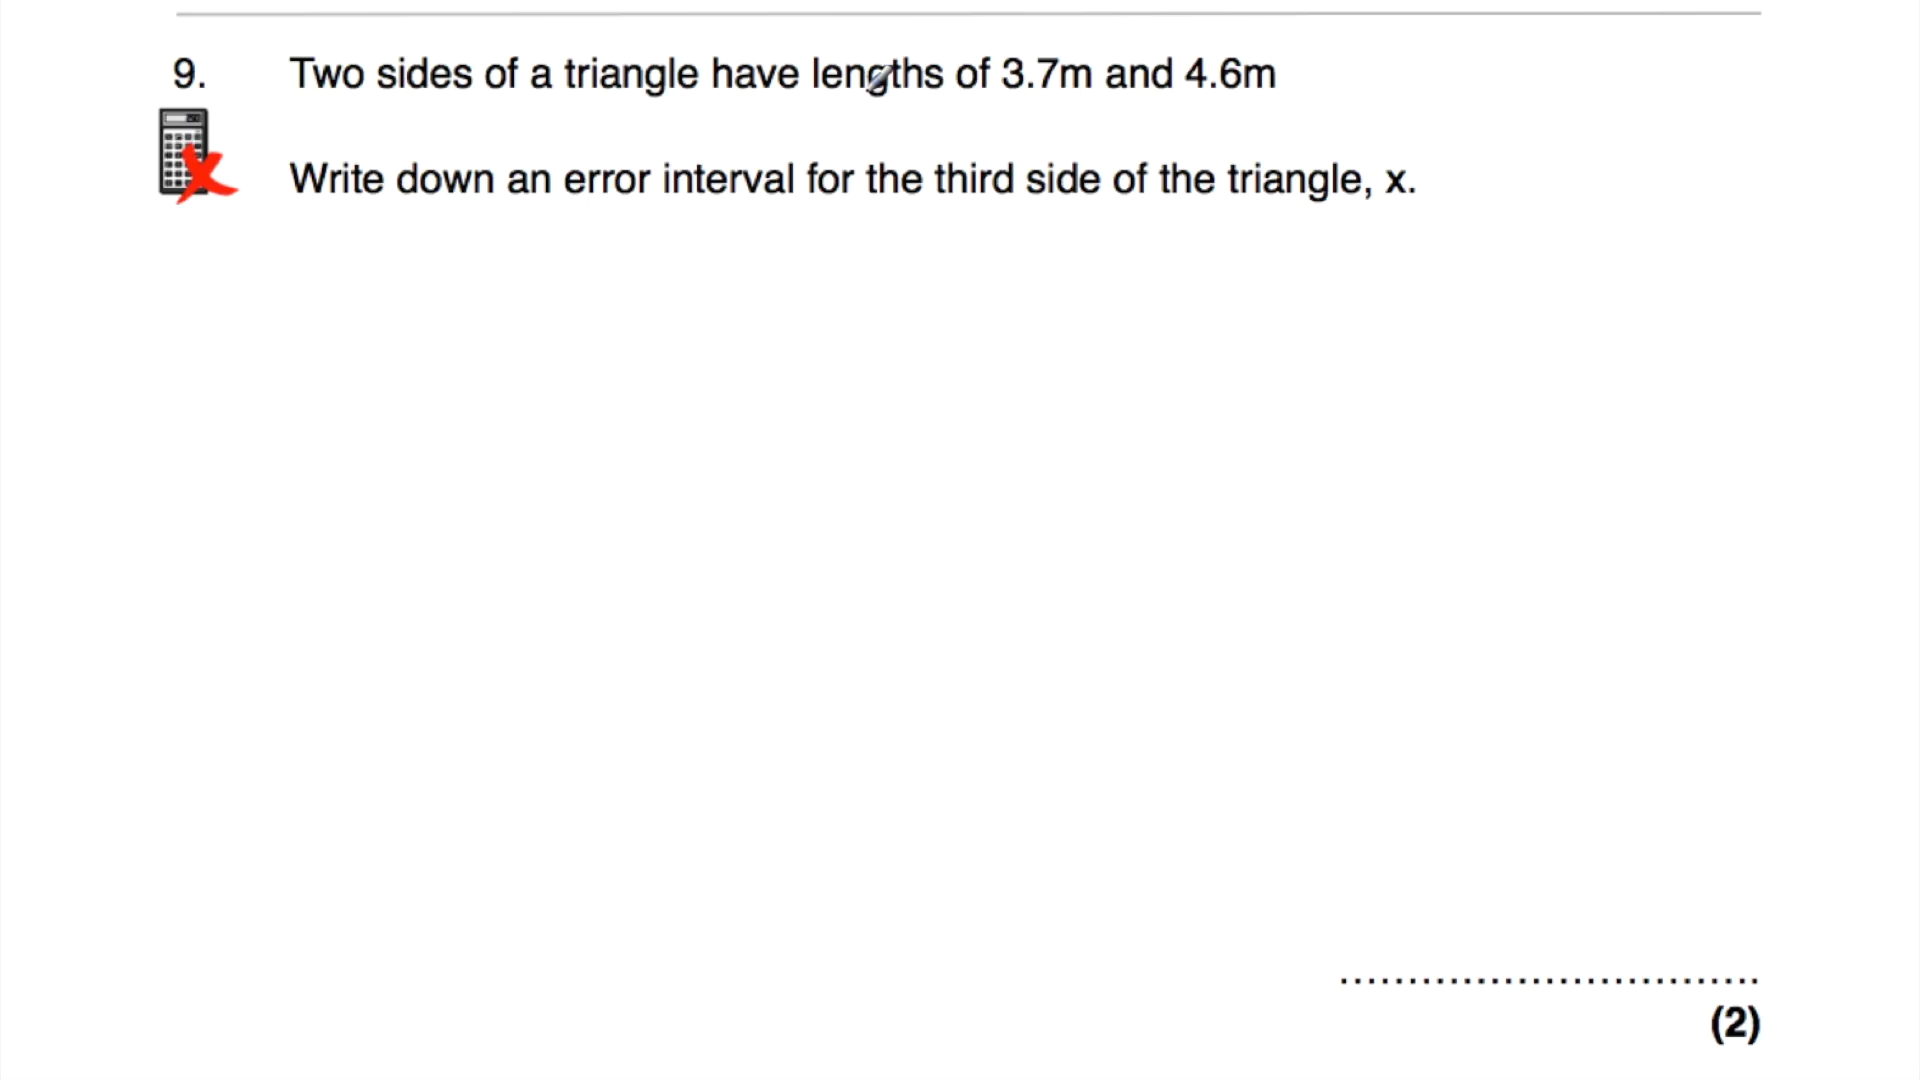 9. Two sides of a triangle have lengths of 3.7m and 4.6m
Write down an error interval for the third side of the triangle, x.
................................
(2)